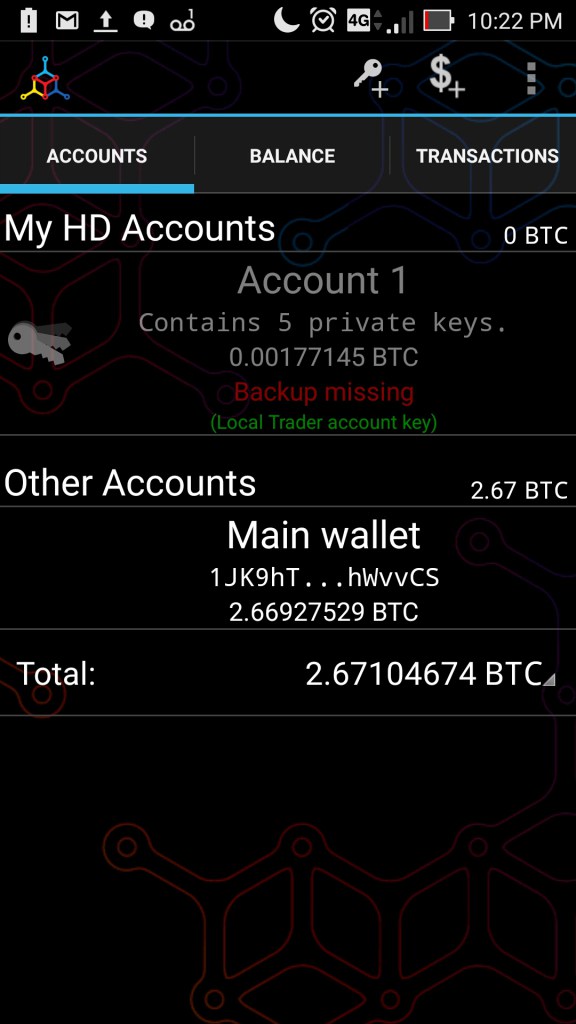 4G 10:22 PM
ACCOUNTS BALANCE TRANSACTIONS
My HD Accounts 0 BTC
Account 1
Contains 5 private keys.
0.00177145 BTC
Backup missing
(Local Trader account key)
Other Accounts 2.67 BTC
Main wallet
1JK9hT...hWvvCS
2.66927529 BTC
Total: 2.67104674 BTC